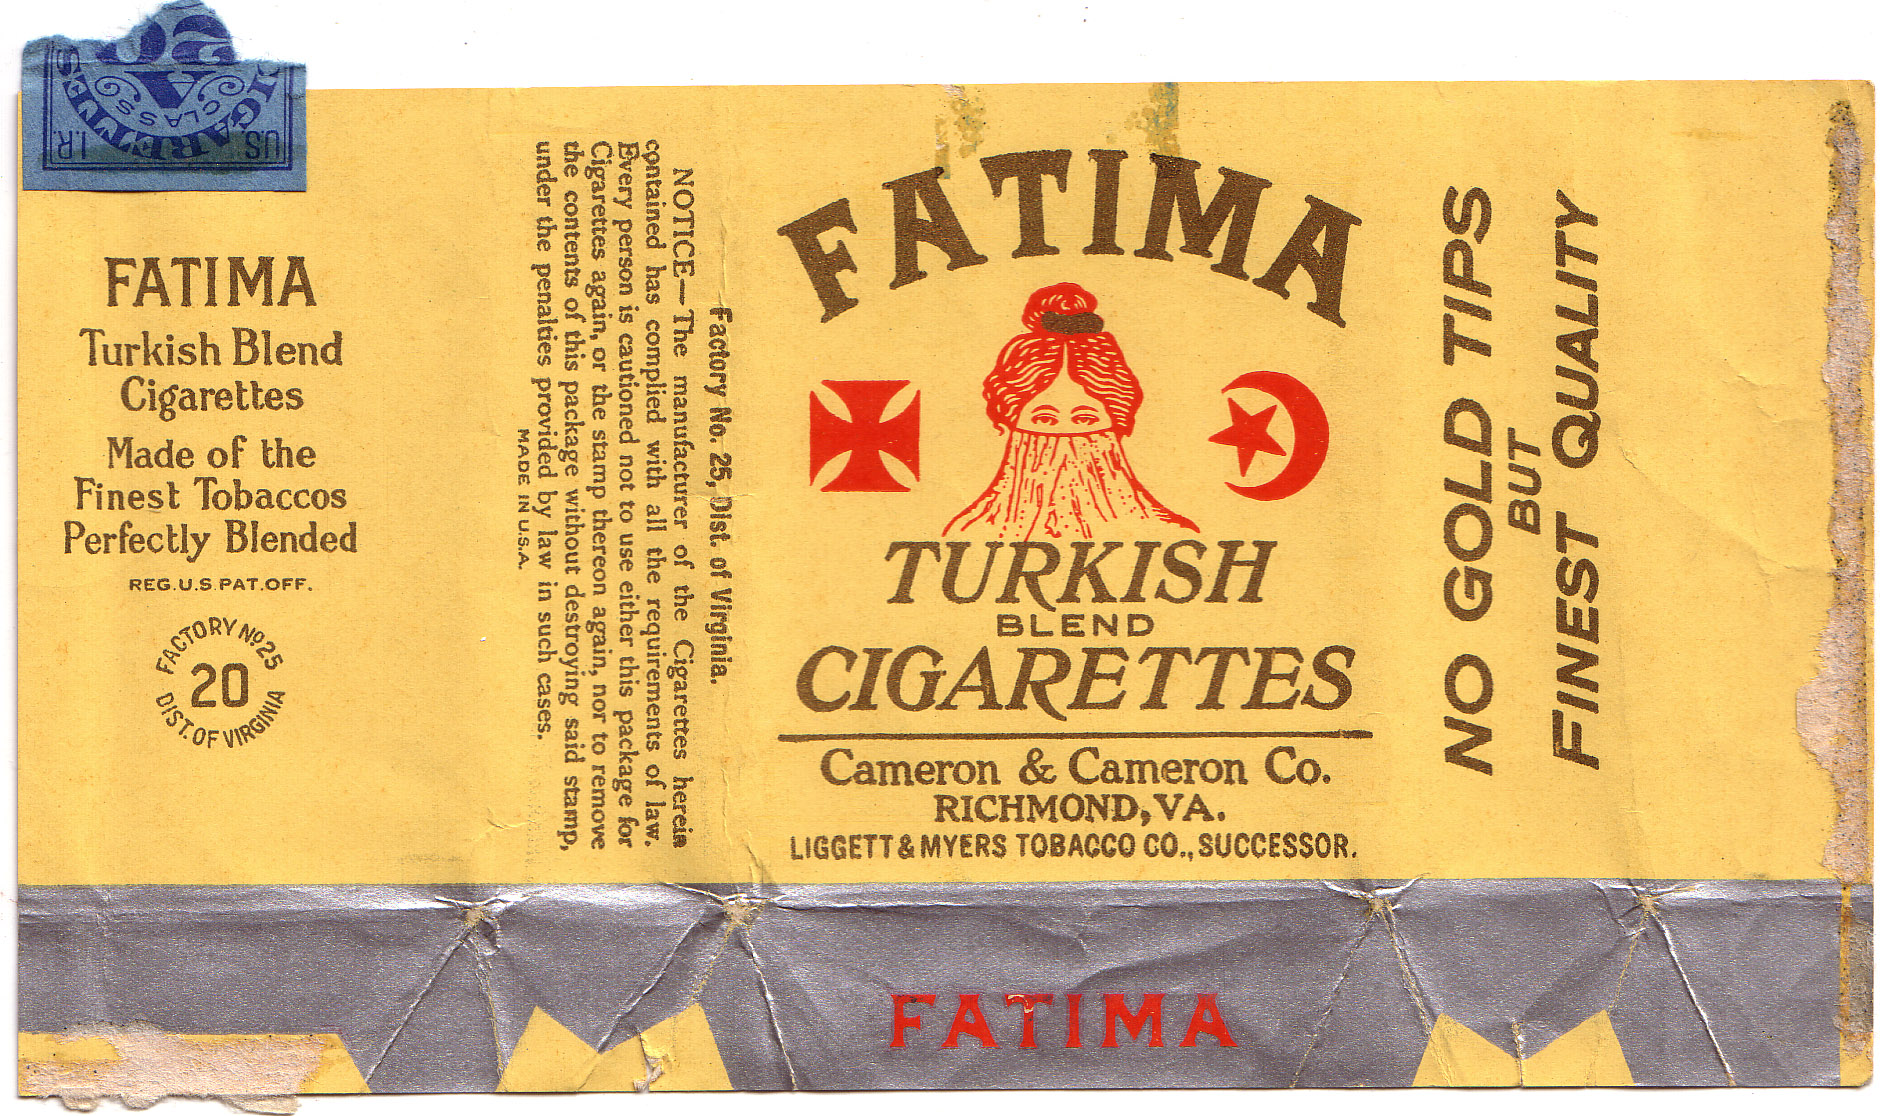 U.S. I.R.
CIGARETTES
CLASS
A
20
FATIMA
Turkish Blend
Cigarettes
Made of the
Finest Tobaccos
Perfectly Blended
REG.U.S.PAT.OFF.
FACTORY Nº 25
20
DIST. OF VIRGINIA
Factory No. 25, Dist. of Virginia.
NOTICE—The manufacturer of the Cigarettes herein
contained has complied with all the requirements of law.
Every person is cautioned not to use either this package for
Cigarettes again, or the stamp thereon again, nor to remove
the contents of this package without destroying said stamp,
under the penalties provided by law in such cases.
MADE IN U.S.A.
FATIMA
TURKISH
BLEND
CIGARETTES
Cameron & Cameron Co.
RICHMOND, VA.
LIGGETT & MYERS TOBACCO CO., SUCCESSOR.
NO GOLD TIPS
BUT
FINEST QUALITY
FATIMA